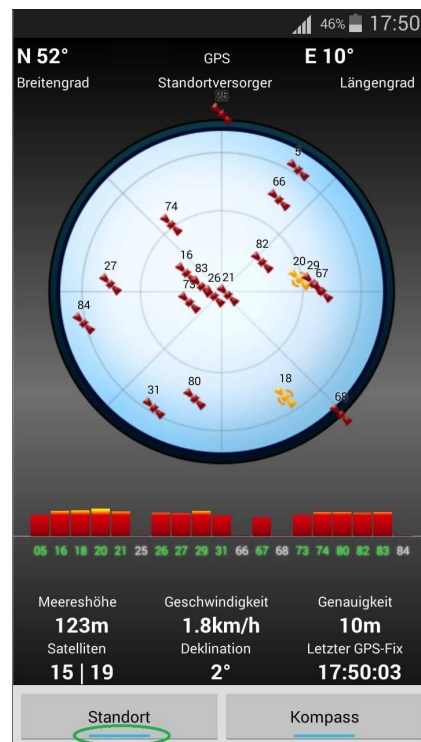 46% 17:50
N 52° GPS E 10°
Breitengrad Standortversorger Längengrad
25
5
66
74
82
16 83 20 29
27 26 21 67
73
84
31 80 18 68
05 16 18 20 21 25 26 27 29 31 66 67 68 73 74 80 82 83 84
Meereshöhe Geschwindigkeit Genauigkeit
123m 1.8km/h 10m
Satelliten Deklination Letzter GPS-Fix
15 | 19 2° 17:50:03
Standort Kompass